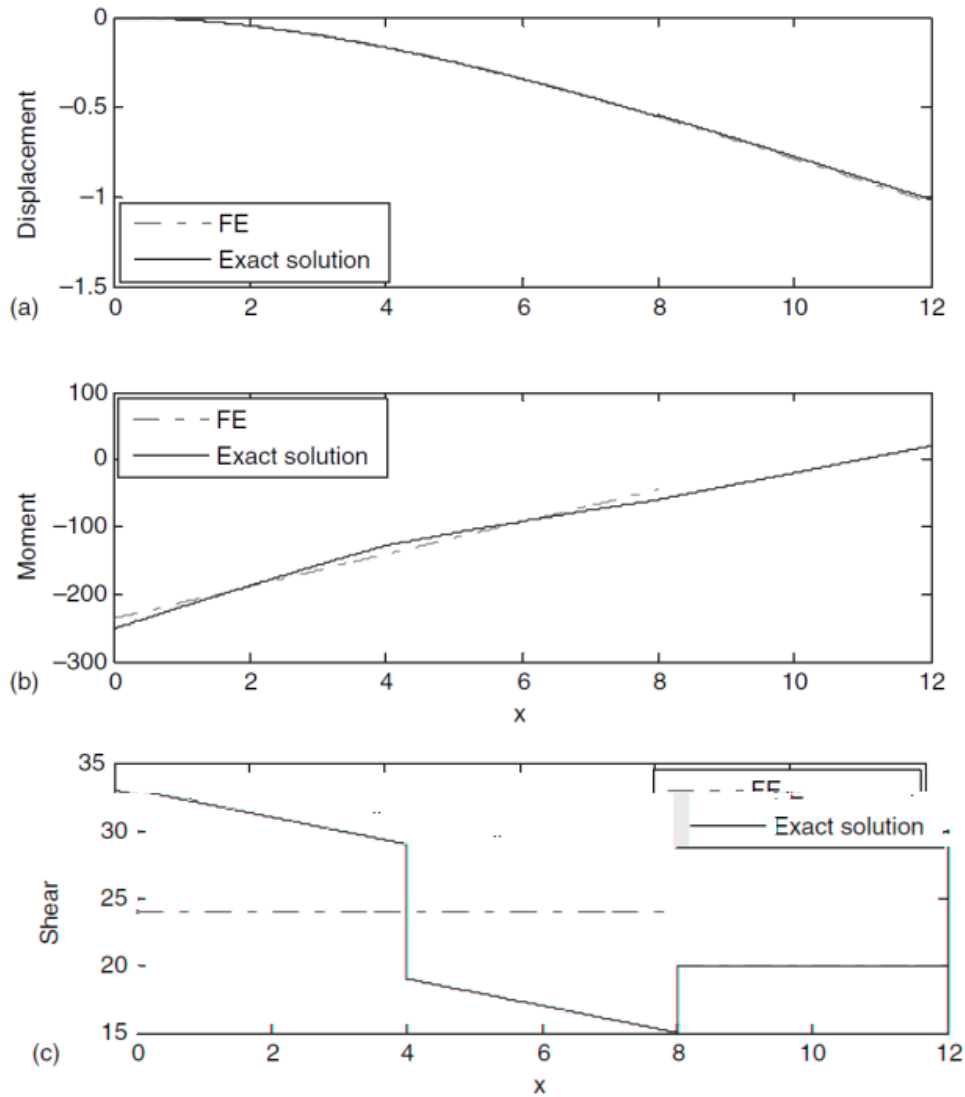 0
−0.5
−1
−1.5
Displacement
FE
Exact solution
0 2 4 6 8 10 12
(a)
100
0
−100
−200
−300
Moment
FE
Exact solution
0 2 4 6 8 10 12
(b)
x
35
30
25
20
15
Shear
Exact solution
0 2 4 6 8 10 12
(c)
x